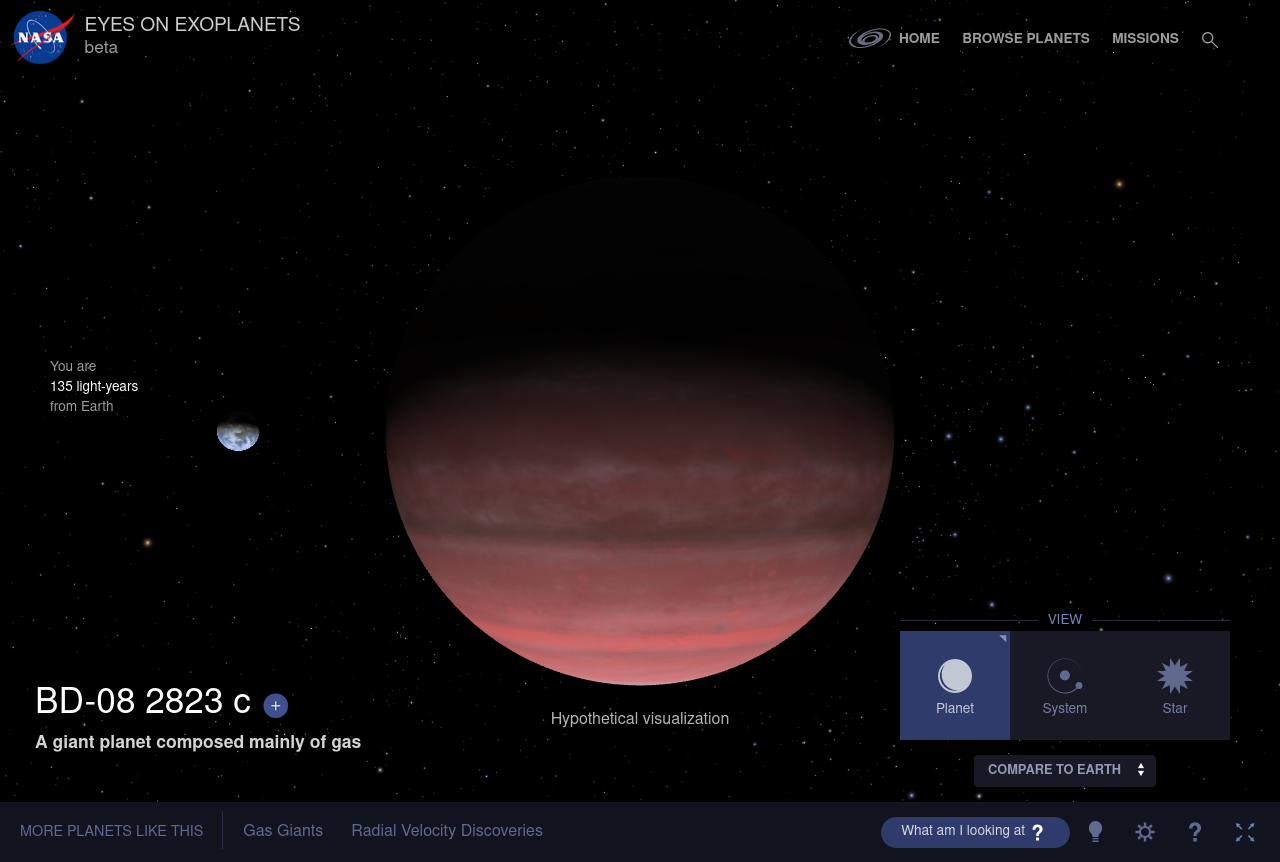 NASA
EYES ON EXOPLANETS
beta
HOME
BROWSE PLANETS
MISSIONS
You are
135 light-years
from Earth
VIEW
Planet
System
Star
BD-08 2823 c +
A giant planet composed mainly of gas
Hypothetical visualization
COMPARE TO EARTH
MORE PLANETS LIKE THIS
Gas Giants
Radial Velocity Discoveries
What am I looking at ?
?